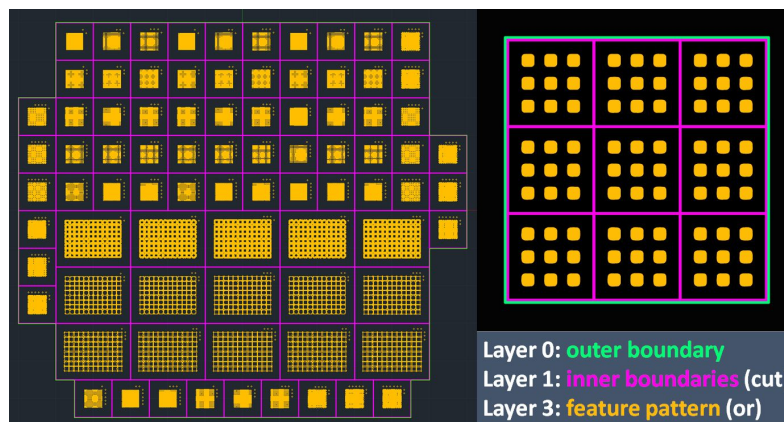 Layer 0: outer boundary
Layer 1: inner boundaries (cut
Layer 3: feature pattern (or)